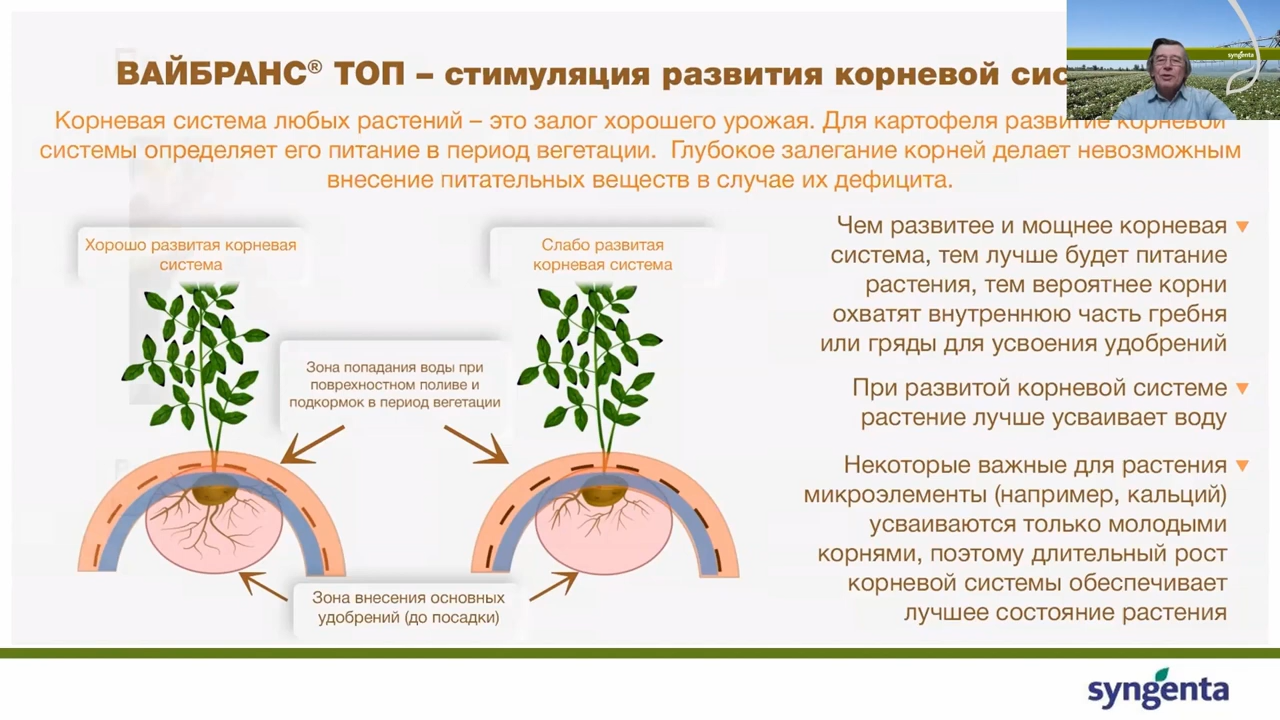 ВАЙБРАНС® ТОП – стимуляция развития корневой
Корневая система любых растений – это залог хорошего урожая. Для картофеля развитие корневой
системы определяет его питание в период вегетации. Глубокое залегание корней делает невозможным
внесение питательных веществ в случае их дефицита.
Хорошо развитая корневая
система
Слабо развитая
корневая система
Зона попадания воды при
поврехностном поливе и
подкормок в период вегетации
Зона внесения основных
удобрений (до посадки)
Чем развитее и мощнее корневая
система, тем лучше будет питание
растения, тем вероятнее корни
охватят внутреннюю часть гребня
или гряды для усвоения удобрений
При развитой корневой системе
растение лучше усваивает воду
Некоторые важные для растения
микроэлементы (например, кальций)
усваиваются только молодыми
корнями, поэтому длительный рост
корневой системы обеспечивает
лучшее состояние растения
syngenta
syngenta